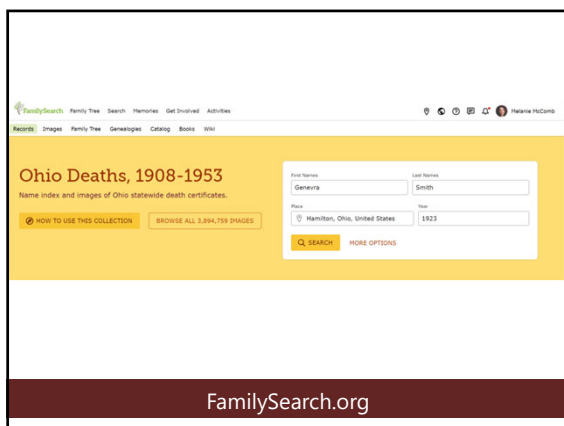 FamilySearch Family Tree Search Memories Get Involved Activities Melanie McComb
Records Images Family Tree Genealogies Catalog Books Wiki
Ohio Deaths, 1908-1953
Name index and images of Ohio statewide death certificates.
HOW TO USE THIS COLLECTION BROWSE ALL 3,894,759 IMAGES
First Names Last Names
Genevra Smith
Place Year
Hamilton, Ohio, United States 1923
SEARCH MORE OPTIONS
FamilySearch.org